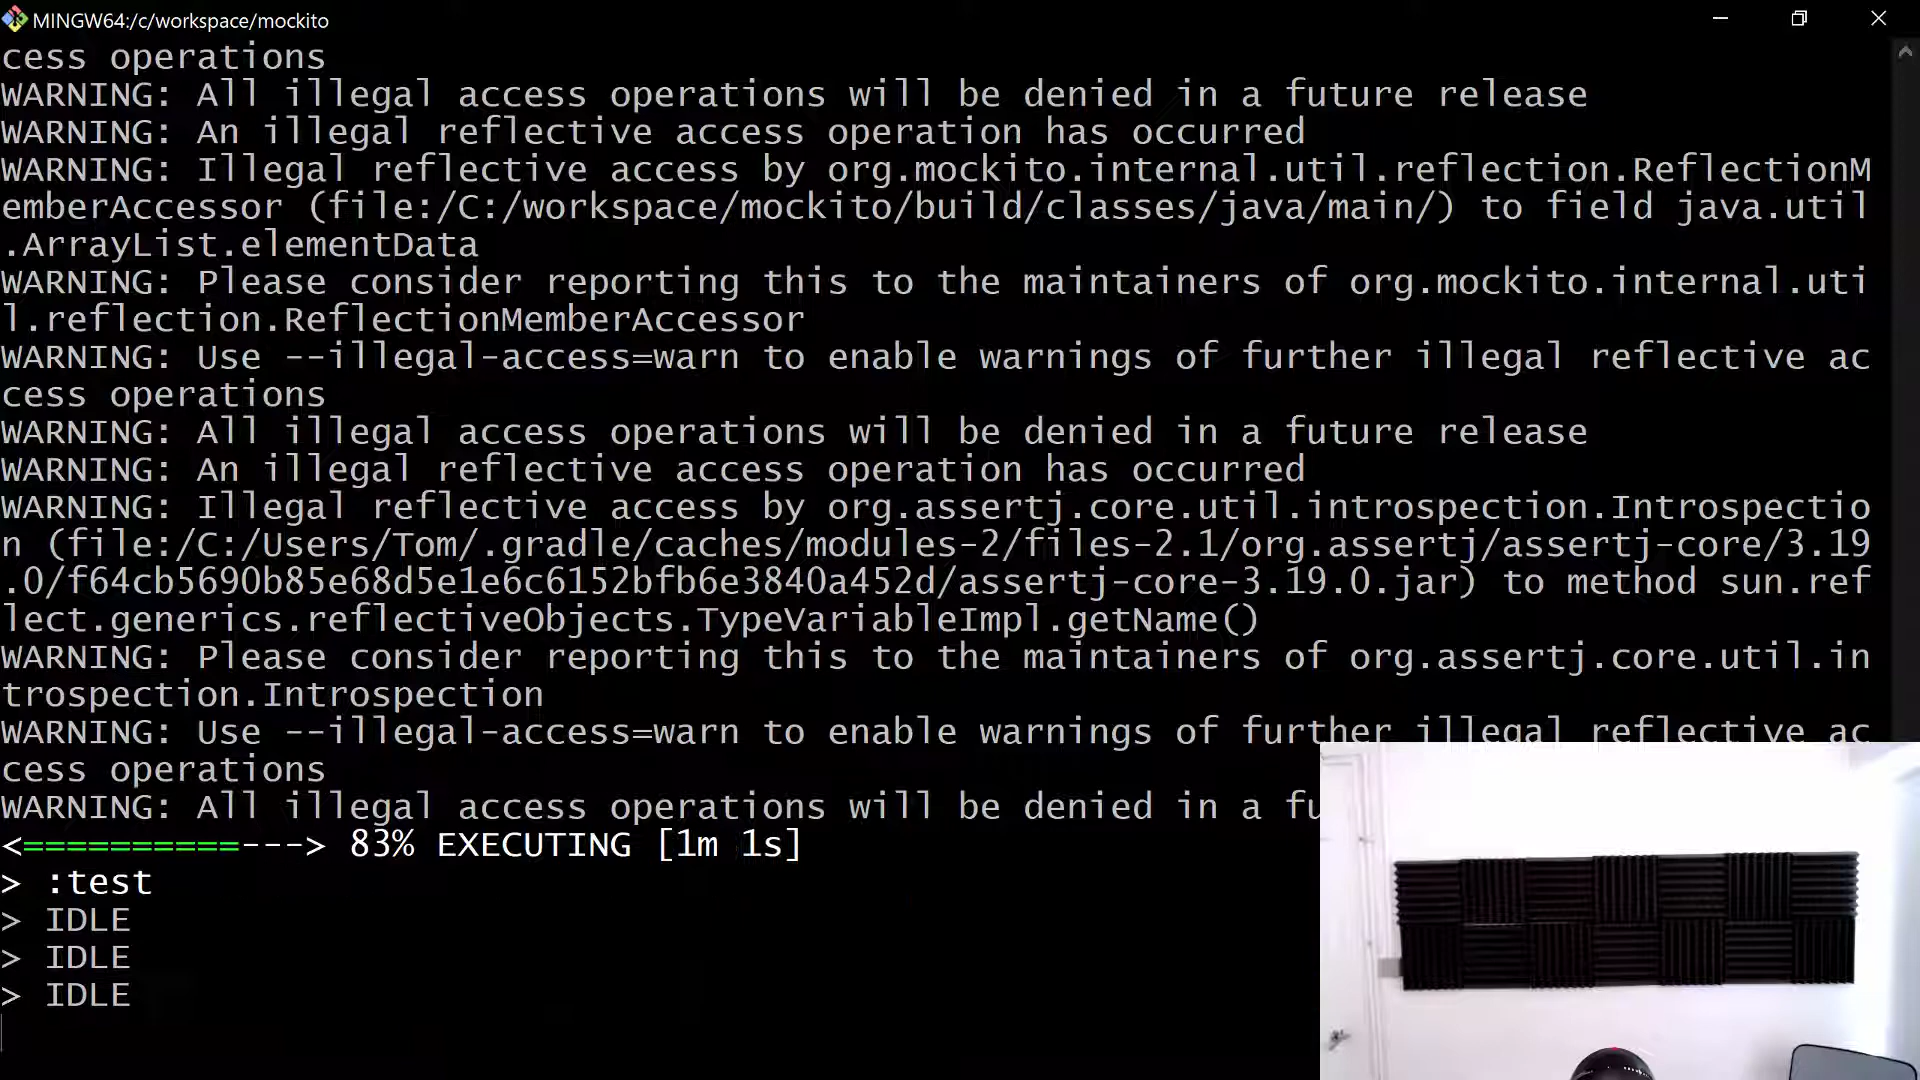 MINGW64:/c/workspace/mockito
cess operations
WARNING: All illegal access operations will be denied in a future release
WARNING: An illegal reflective access operation has occurred
WARNING: Illegal reflective access by org.mockito.internal.util.reflection.ReflectionM
emberAccessor (file:/C:/workspace/mockito/build/classes/java/main/) to field java.util
.ArrayList.elementData
WARNING: Please consider reporting this to the maintainers of org.mockito.internal.uti
l.reflection.ReflectionMemberAccessor
WARNING: Use --illegal-access=warn to enable warnings of further illegal reflective ac
cess operations
WARNING: All illegal access operations will be denied in a future release
WARNING: An illegal reflective access operation has occurred
WARNING: Illegal reflective access by org.assertj.core.util.introspection.Introspectio
n (file:/C:/Users/Tom/.gradle/caches/modules-2/files-2.1/org.assertj/assertj-core/3.19
.0/f64cb5690b85e68d5e1e6c6152bfb6e3840a452d/assertj-core-3.19.0.jar) to method sun.ref
lect.generics.reflectiveObjects.TypeVariableImpl.getName()
WARNING: Please consider reporting this to the maintainers of org.assertj.core.util.in
trospection.Introspection
WARNING: Use --illegal-access=warn to enable warnings of further illegal reflective ac
cess operations
WARNING: All illegal access operations will be denied in a fu
<==========---> 83% EXECUTING [1m 1s]
> :test
> IDLE
> IDLE
> IDLE